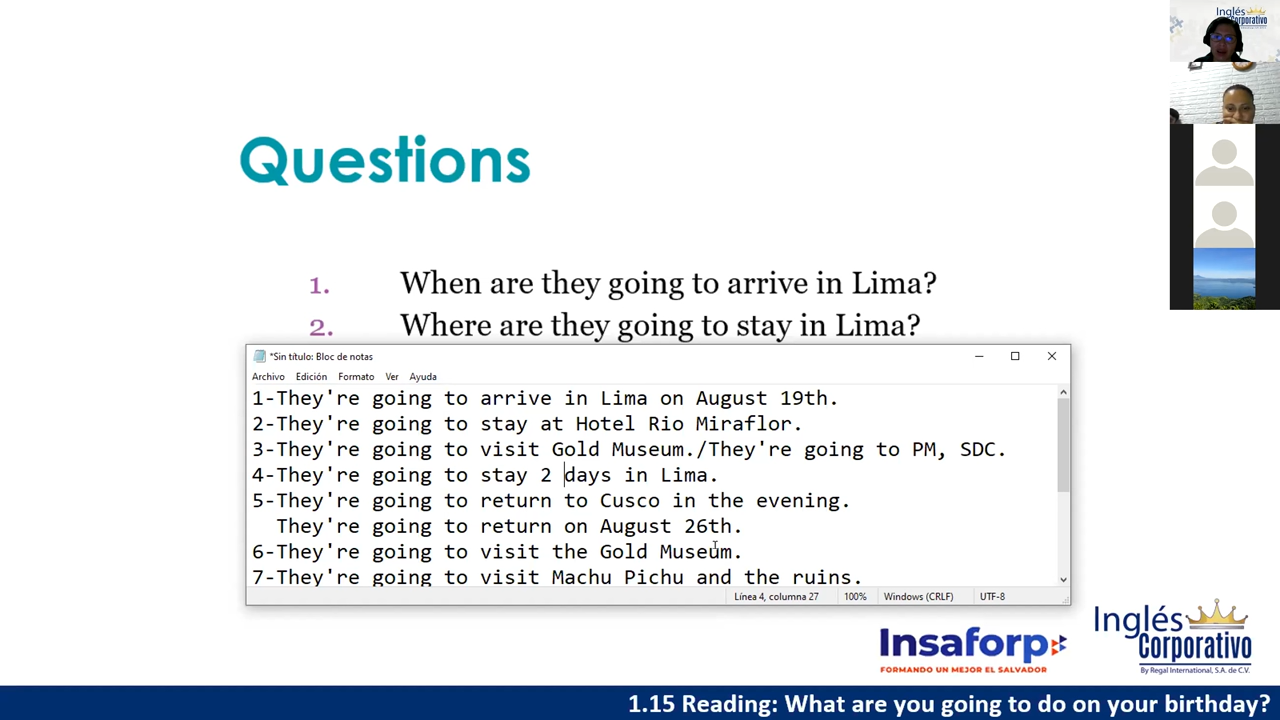 Inglés
Corporativo
Questions
1. When are they going to arrive in Lima?
2. Where are they going to stay in Lima?
*Sin título: Bloc de notas
Archivo Edición Formato Ver Ayuda
1-They're going to arrive in Lima on August 19th.
2-They're going to stay at Hotel Rio Miraflor.
3-They're going to visit Gold Museum./They're going to PM, SDC.
4-They're going to stay 2 days in Lima.
5-They're going to return to Cusco in the evening.
They're going to return on August 26th.
6-They're going to visit the Gold Museum.
7-They're going to visit Machu Pichu and the ruins.
Línea 4, columna 27 100% Windows (CRLF) UTF-8
Insaforp
FORMANDO UN MEJOR EL SALVADOR
Inglés
Corporativo
By Regal International, S.A. de C.V.
1.15 Reading: What are you going to do on your birthday?